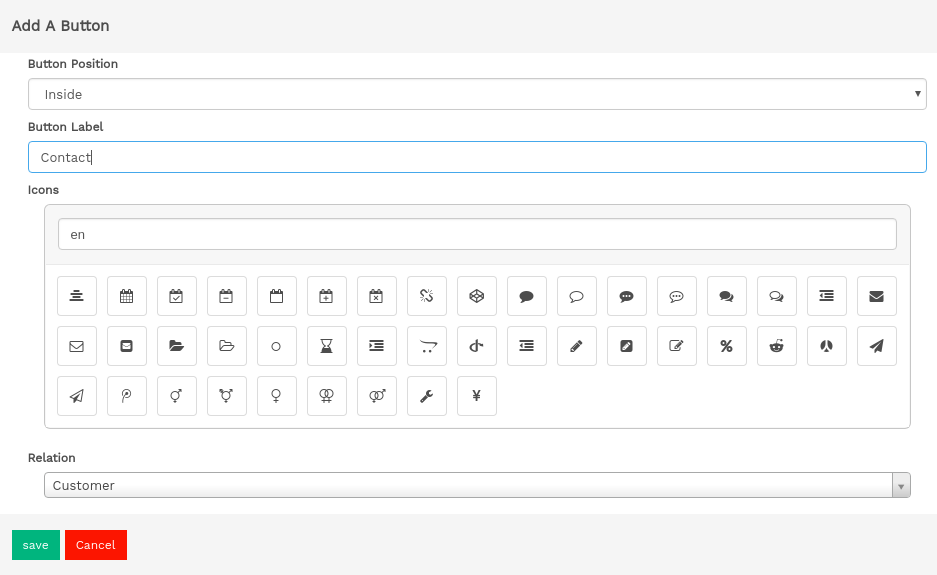 Add A Button
Button Position
Inside
Button Label
Contact
Icons
en
Relation
Customer
save Cancel